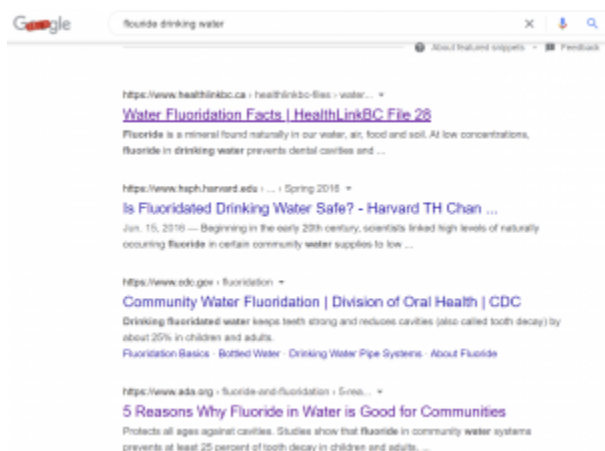 Google
flouride drinking water
About featured snippets · Feedback
https://www.healthlinkbc.ca › healthlinkbc-files › water...
Water Fluoridation Facts | HealthLinkBC File 28
Fluoride is a mineral found naturally in our water, air, food and soil. At low concentrations,
fluoride in drinking water prevents dental cavities and ...
https://www.hsph.harvard.edu › ... › Spring 2016
Is Fluoridated Drinking Water Safe? - Harvard TH Chan ...
Jun. 15, 2016 — Beginning in the early 20th century, scientists linked high levels of naturally
occurring fluoride in certain community water supplies to low ...
https://www.cdc.gov › fluoridation
Community Water Fluoridation | Division of Oral Health | CDC
Drinking fluoridated water keeps teeth strong and reduces cavities (also called tooth decay) by
about 25% in children and adults.
Fluoridation Basics · Bottled Water · Drinking Water Pipe Systems · About Fluoride
https://www.ada.org › fluoride-and-fluoridation › 5-rea...
5 Reasons Why Fluoride in Water is Good for Communities
Protects all ages against cavities. Studies show that fluoride in community water systems
prevents at least 25 percent of tooth decay in children and adults, ...